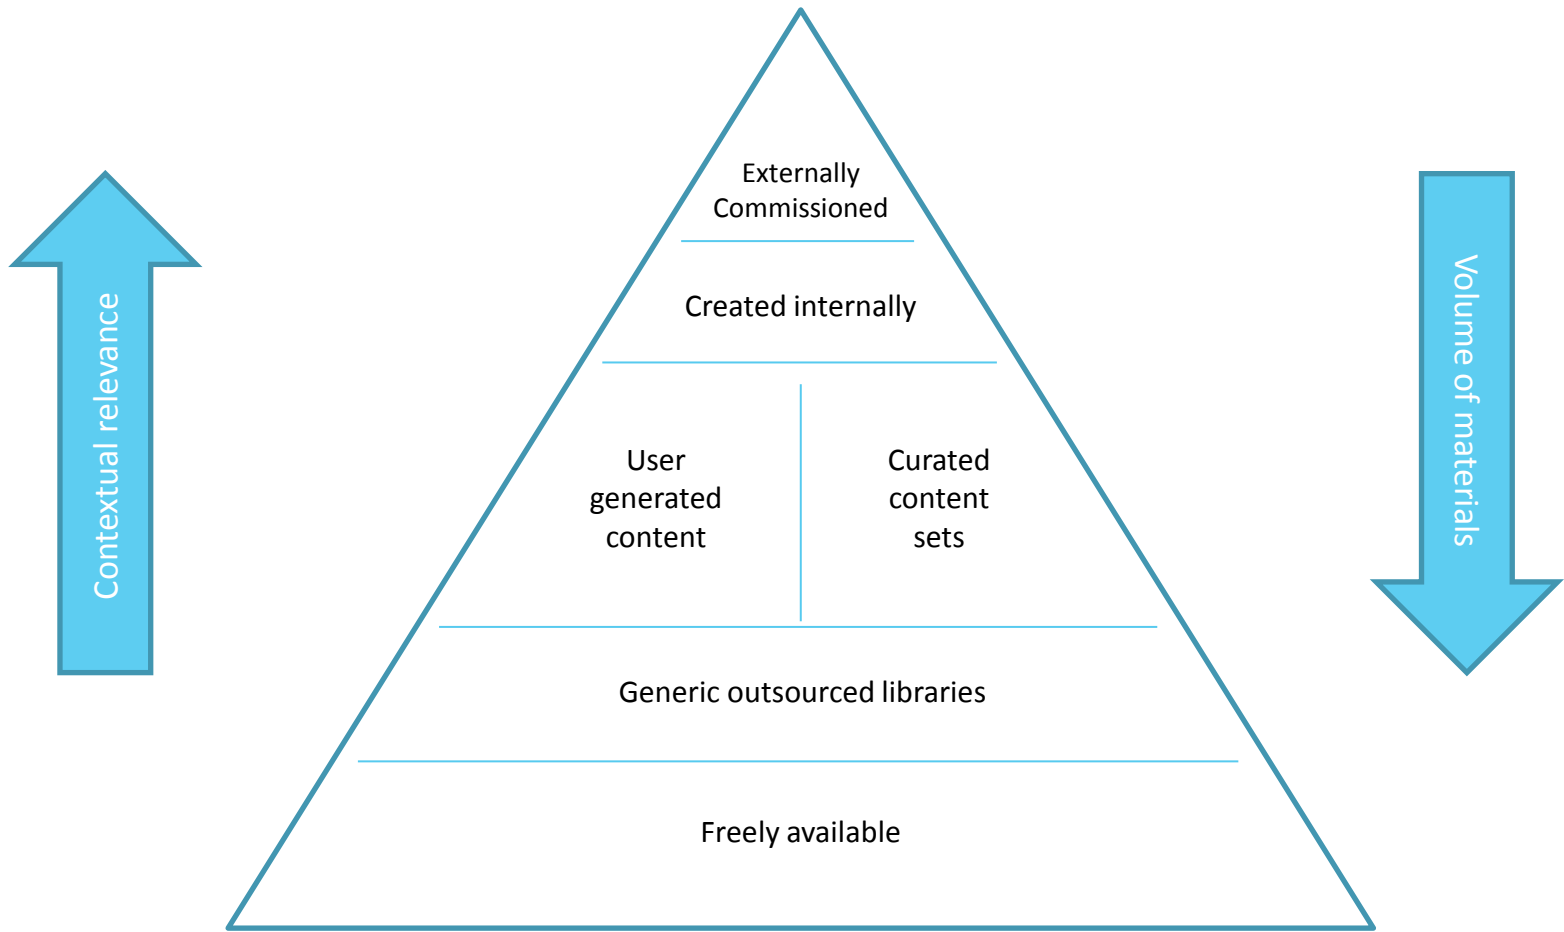 Externally
Commissioned
Created internally
User
generated
content
Curated
content
sets
Generic outsourced libraries
Freely available
Contextual relevance
Volume of materials